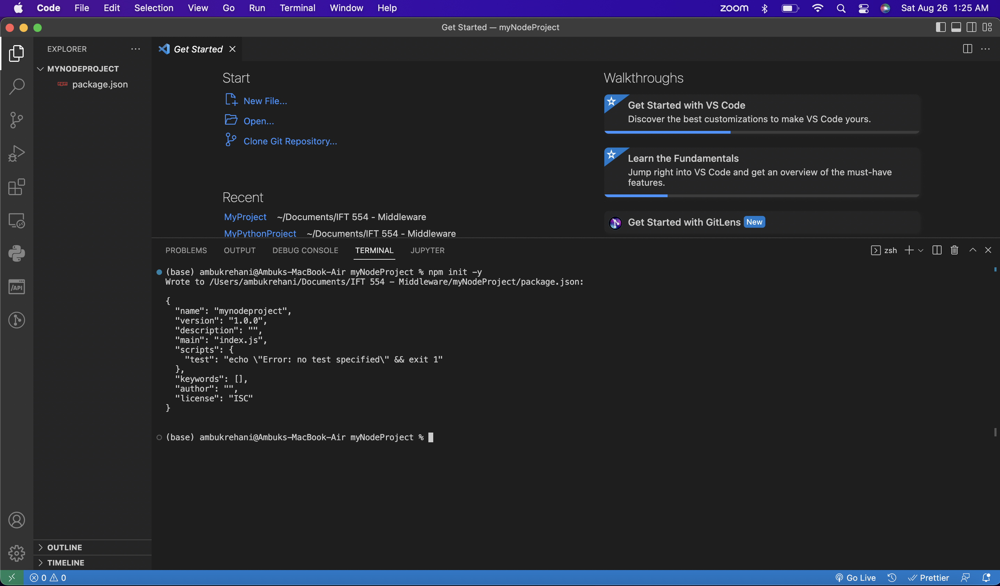 Code File Edit Selection View Go Run Terminal Window Help zoom Sat Aug 26 1:25 AM
Get Started — myNodeProject
EXPLORER
MYNODEPROJECT
package.json
Get Started
Start
New File...
Open...
Clone Git Repository...
Recent
MyProject ~/Documents/IFT 554 - Middleware
MyPythonProject ~/Documents/IFT 554 - Middleware
Walkthroughs
Get Started with VS Code
Discover the best customizations to make VS Code yours.
Learn the Fundamentals
Jump right into VS Code and get an overview of the must-have
features.
Get Started with GitLens New
PROBLEMS OUTPUT DEBUG CONSOLE TERMINAL JUPYTER zsh
(base) ambukrehani@Ambuks-MacBook-Air myNodeProject % npm init -y
Wrote to /Users/ambukrehani/Documents/IFT 554 - Middleware/myNodeProject/package.json:
{
"name": "mynodeproject",
"version": "1.0.0",
"description": "",
"main": "index.js",
"scripts": {
"test": "echo \"Error: no test specified\" && exit 1"
},
"keywords": [],
"author": "",
"license": "ISC"
}
(base) ambukrehani@Ambuks-MacBook-Air myNodeProject %
/API
OUTLINE
TIMELINE
0 0 Go Live Prettier